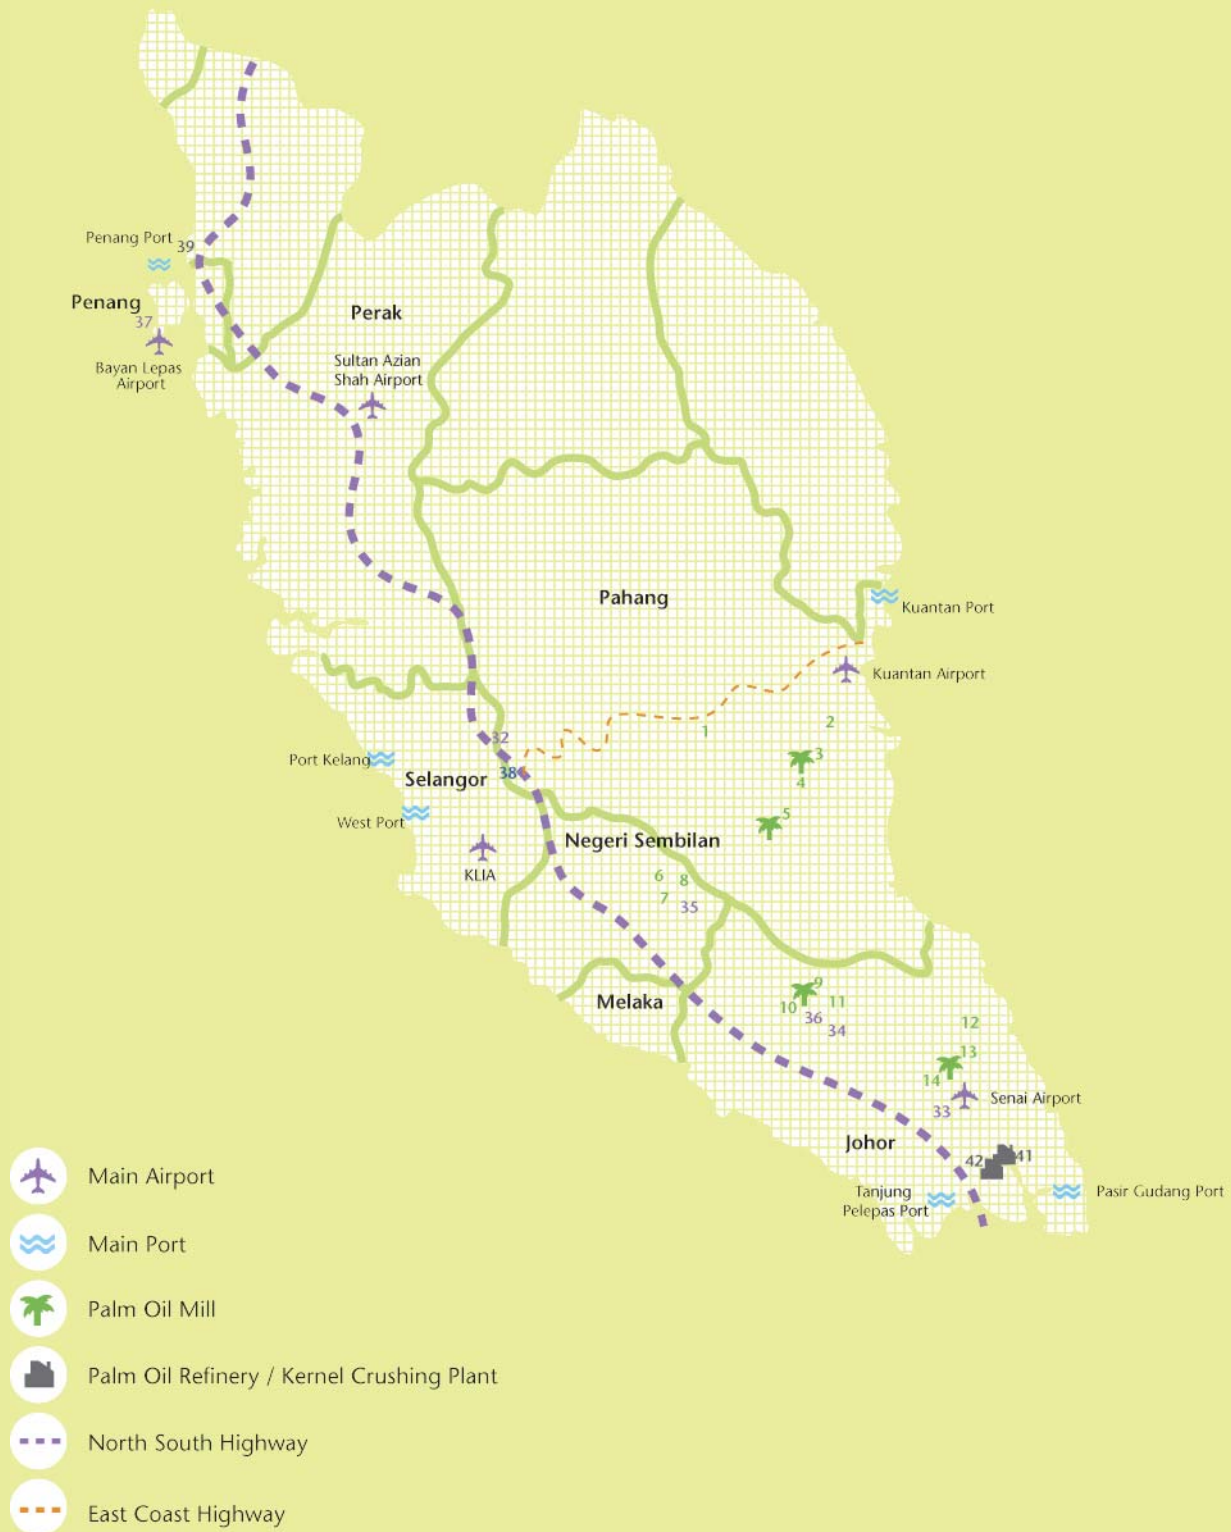 Penang Port
39
Penang
37
Bayan Lepas
Airport
Perak
Sultan Azian
Shah Airport
Pahang
Kuantan Port
Kuantan Airport
1
2
3
4
5
32
38
Port Kelang
Selangor
West Port
KLIA
Negeri Sembilan
6
8
7
35
Melaka
9
10
11
36
34
12
13
14
Senai Airport
33
Johor
42
41
Tanjung
Pelepas Port
Pasir Gudang Port
Main Airport
Main Port
Palm Oil Mill
Palm Oil Refinery / Kernel Crushing Plant
North South Highway
East Coast Highway